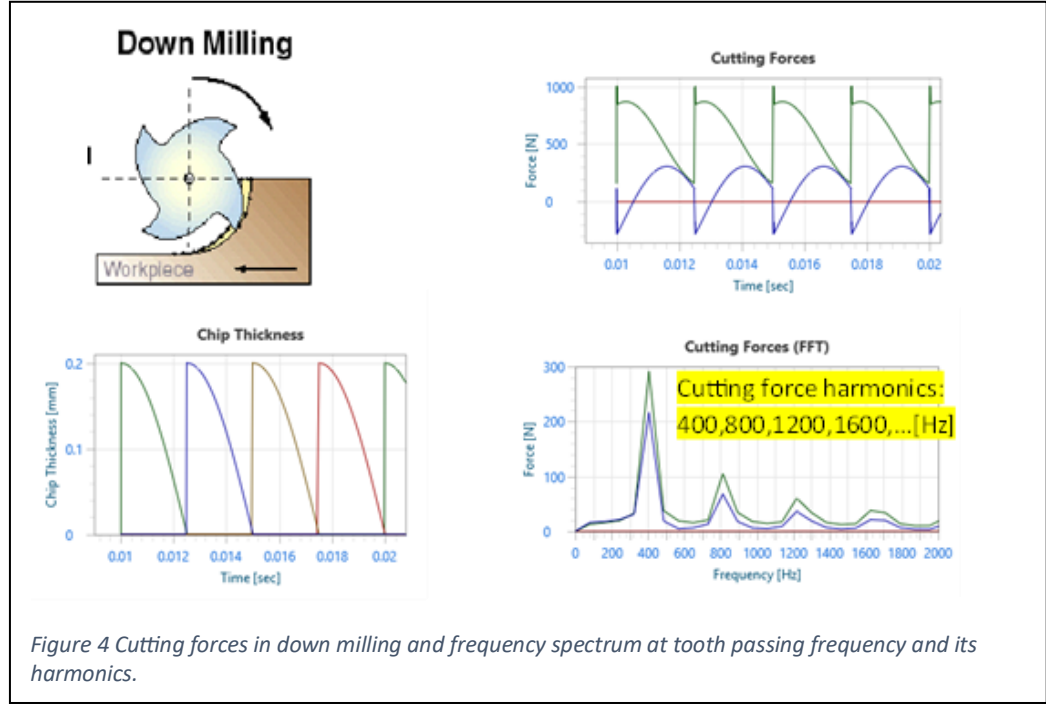 Down Milling
Workpiece
Cutting Forces
Force [N]
1000
500
0
0.01 0.012 0.014 0.016 0.018 0.02
Time [sec]
Chip Thickness
Chip Thickness [mm]
0.2
0.1
0
0.01 0.012 0.014 0.016 0.018 0.02
Time [sec]
Cutting Forces (FFT)
Force [N]
300
200
100
0
Cutting force harmonics:
400,800,1200,1600,...[Hz]
0 200 400 600 800 1000 1200 1400 1600 1800 2000
Frequency [Hz]
Figure 4 Cutting forces in down milling and frequency spectrum at tooth passing frequency and its
harmonics.